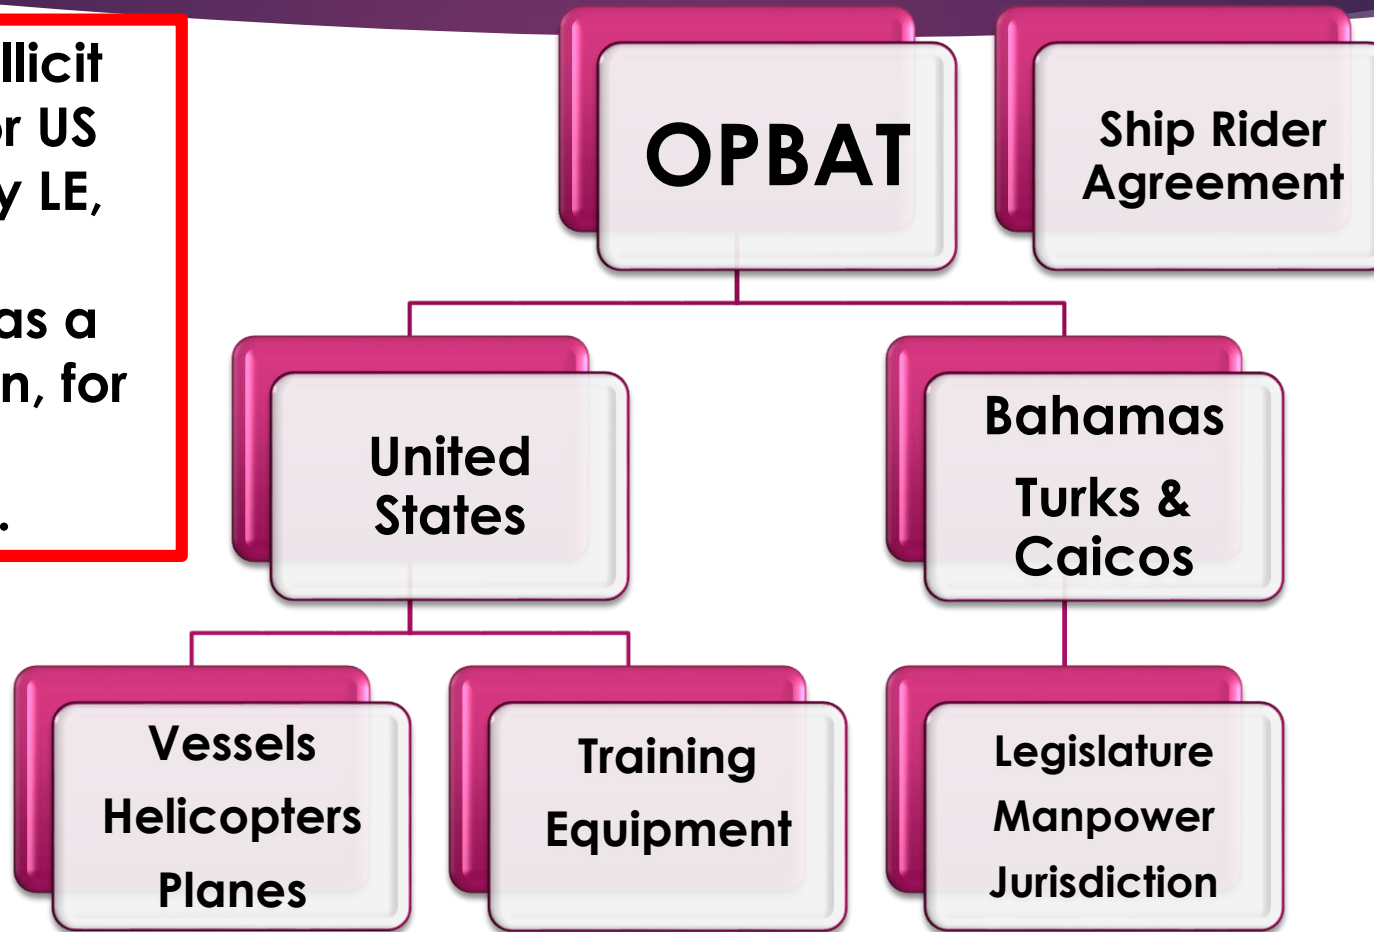 llicit
or US
y LE,
as a
n, for
.
OPBAT
Ship Rider
Agreement
United
States
Bahamas
Turks &
Caicos
Vessels
Helicopters
Planes
Training
Equipment
Legislature
Manpower
Jurisdiction